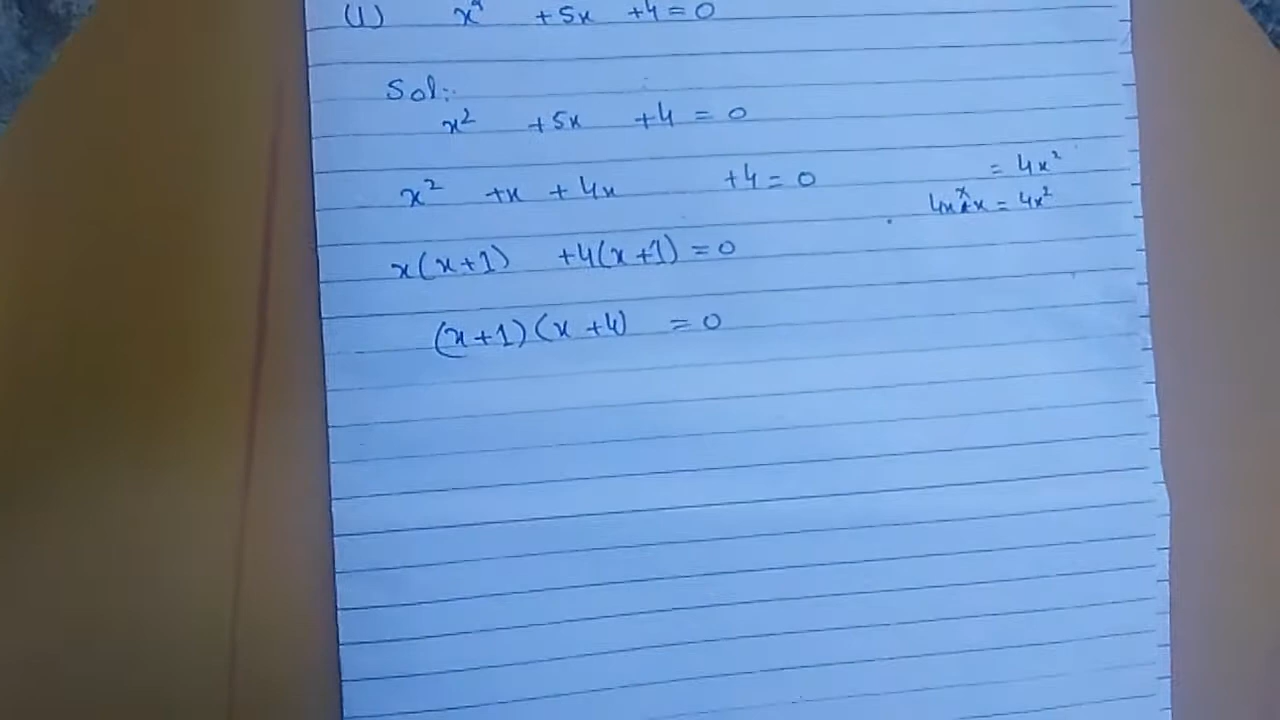 (1) x² +5x +4 = 0
Sol:
x² +5x +4 = 0
x² +x +4x +4 = 0
= 4x²
4x × x = 4x²
x(x+1) +4(x+1) = 0
(x+1)(x+4) = 0